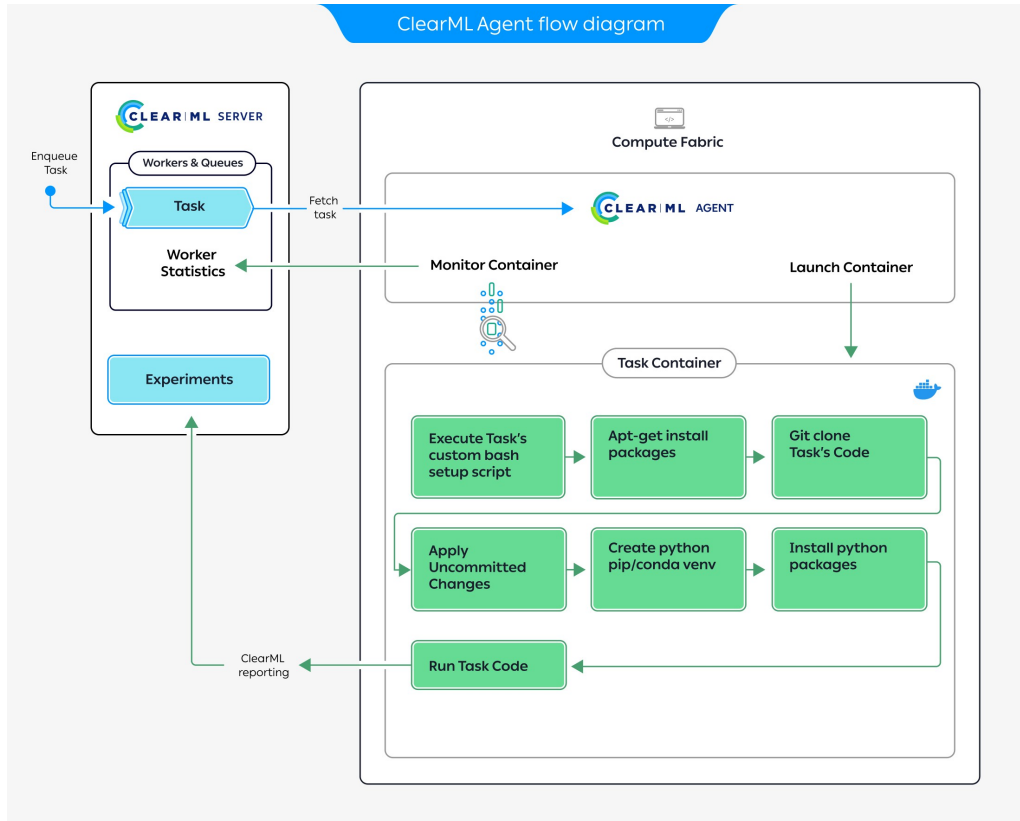 ClearML Agent flow diagram
CLEAR|ML SERVER
Enqueue
Task
Workers & Queues
Task
Fetch
task
Worker
Statistics
Experiments
</>
Compute Fabric
CLEAR|ML AGENT
Monitor Container
Launch Container
Task Container
Execute Task's
custom bash
setup script
Apt-get install
packages
Git clone
Task's Code
Apply
Uncommitted
Changes
Create python
pip/conda venv
Install python
packages
Run Task Code
ClearML
reporting